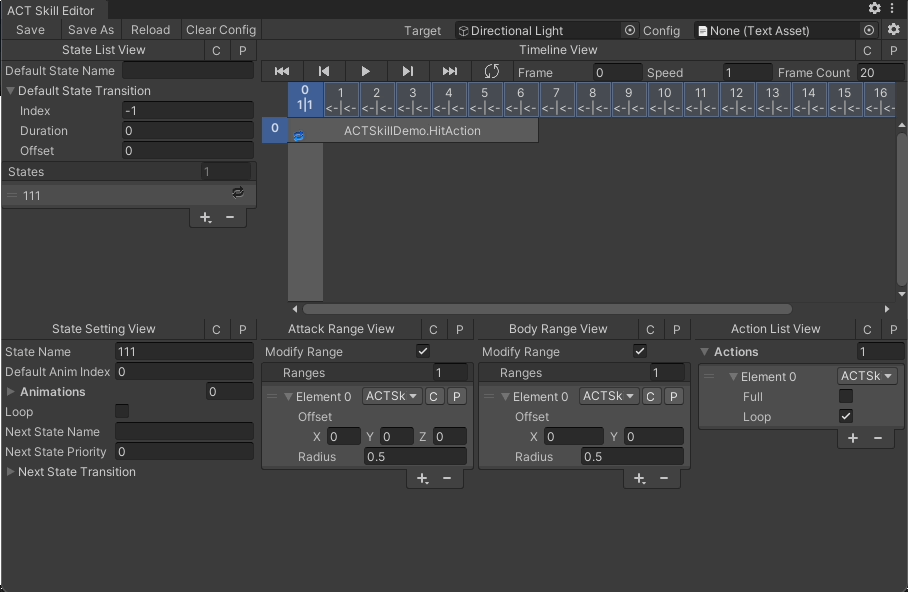 ACT Skill Editor
Save Save As Reload Clear Config Target Directional Light Config None (Text Asset)
State List View C P Timeline View C P
Default State Name
Default State Transition
Index -1
Duration 0
Offset 0
States 1
111
Frame 0 Speed 1 Frame Count 20
0 1 2 3 4 5 6 7 8 9 10 11 12 13 14 15 16
1|1 <-|<- <-|<- <-|<- <-|<- <-|<- <-|<- <-|<- <-|<- <-|<- <-|<- <-|<- <-|<- <-|<- <-|<- <-|<- <-|<-
0 ACTSkillDemo.HitAction
+ −
State Setting View C P
State Name 111
Default Anim Index 0
Animations 0
Loop
Next State Name
Next State Priority 0
Next State Transition
Attack Range View C P
Modify Range
Ranges 1
Element 0 ACTSk C P
Offset
X 0 Y 0 Z 0
Radius 0.5
+ −
Body Range View C P
Modify Range
Ranges 1
Element 0 ACTSk C P
Offset
X 0 Y 0
Radius 0.5
+ −
Action List View C P
Actions 1
Element 0 ACTSk
Full
Loop
+ −